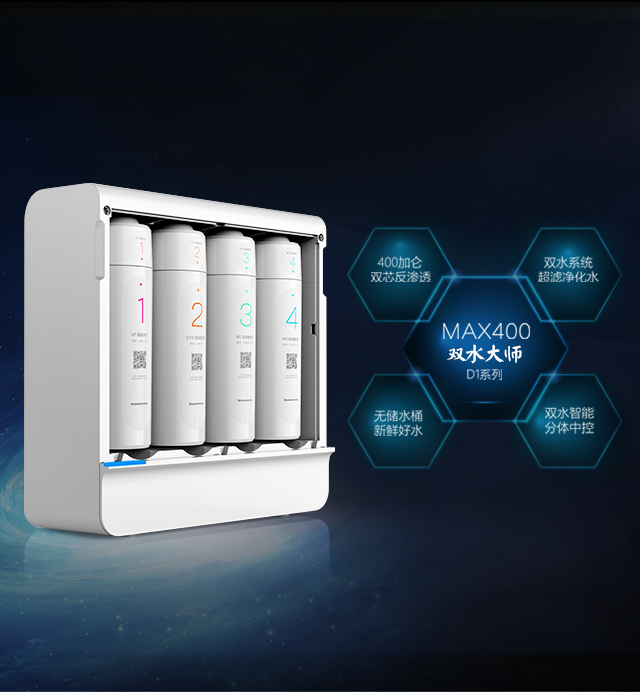 400加仑
双芯反渗透
双水系统
超滤净化水
MAX400
双水大师
D1系列
无储水桶
新鲜好水
双水智能
分体中控
1
2
3
4
1
2
3
4